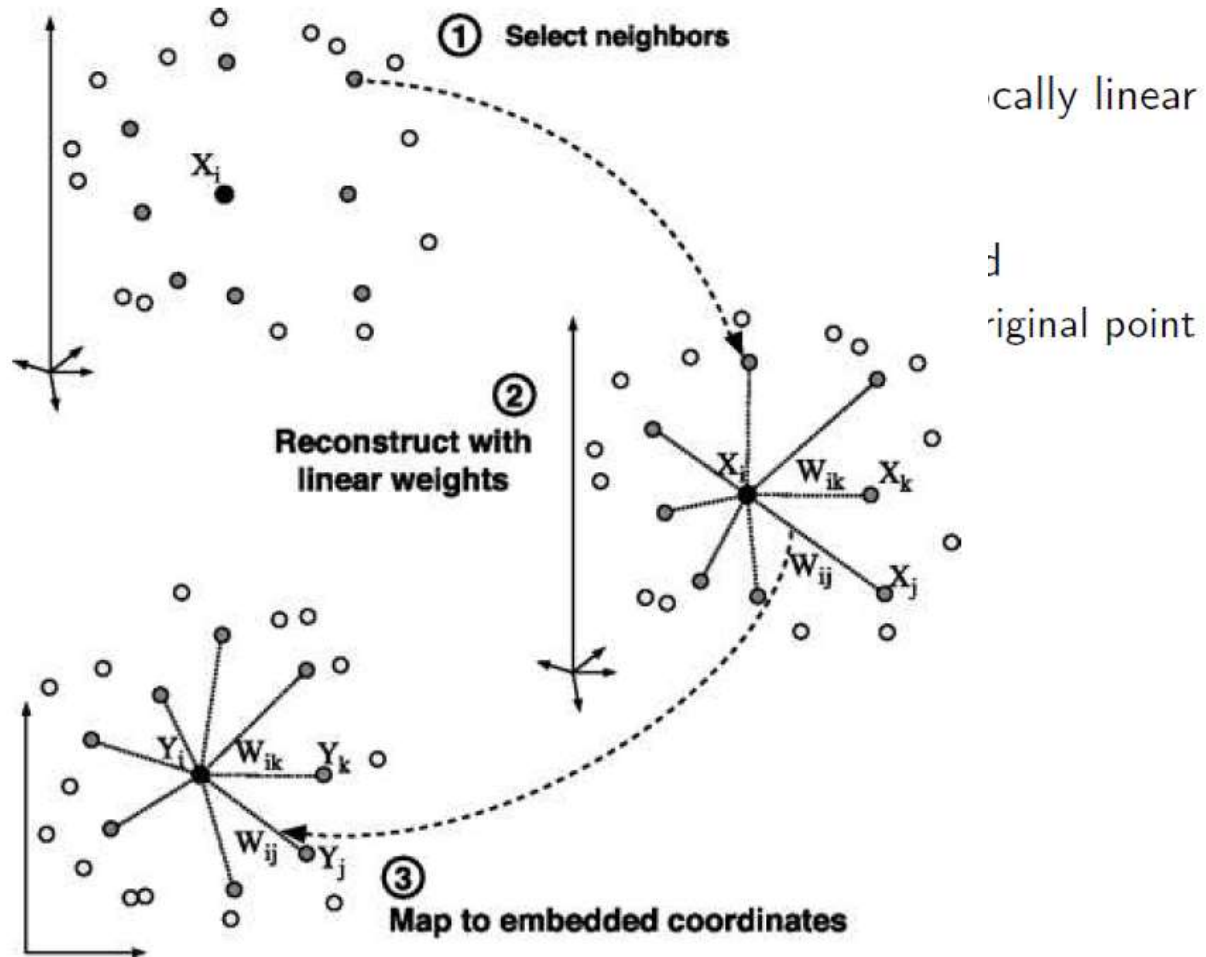 ① Select neighbors
cally linear
X_i
d
riginal point
②
Reconstruct with
linear weights
X_i W_ik X_k
W_ij X_j
Y_i W_ik Y_k
W_ij Y_j
③
Map to embedded coordinates